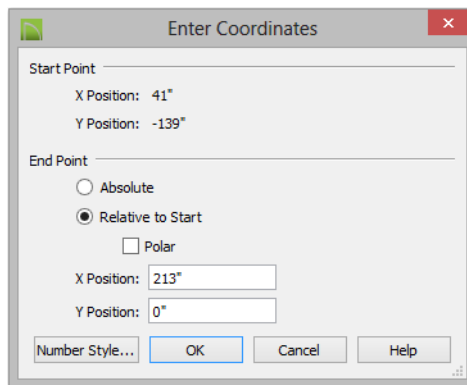 Enter Coordinates
Start Point
X Position: 41"
Y Position: -139"
End Point
Absolute
Relative to Start
Polar
X Position: 213"
Y Position: 0"
Number Style... OK Cancel Help